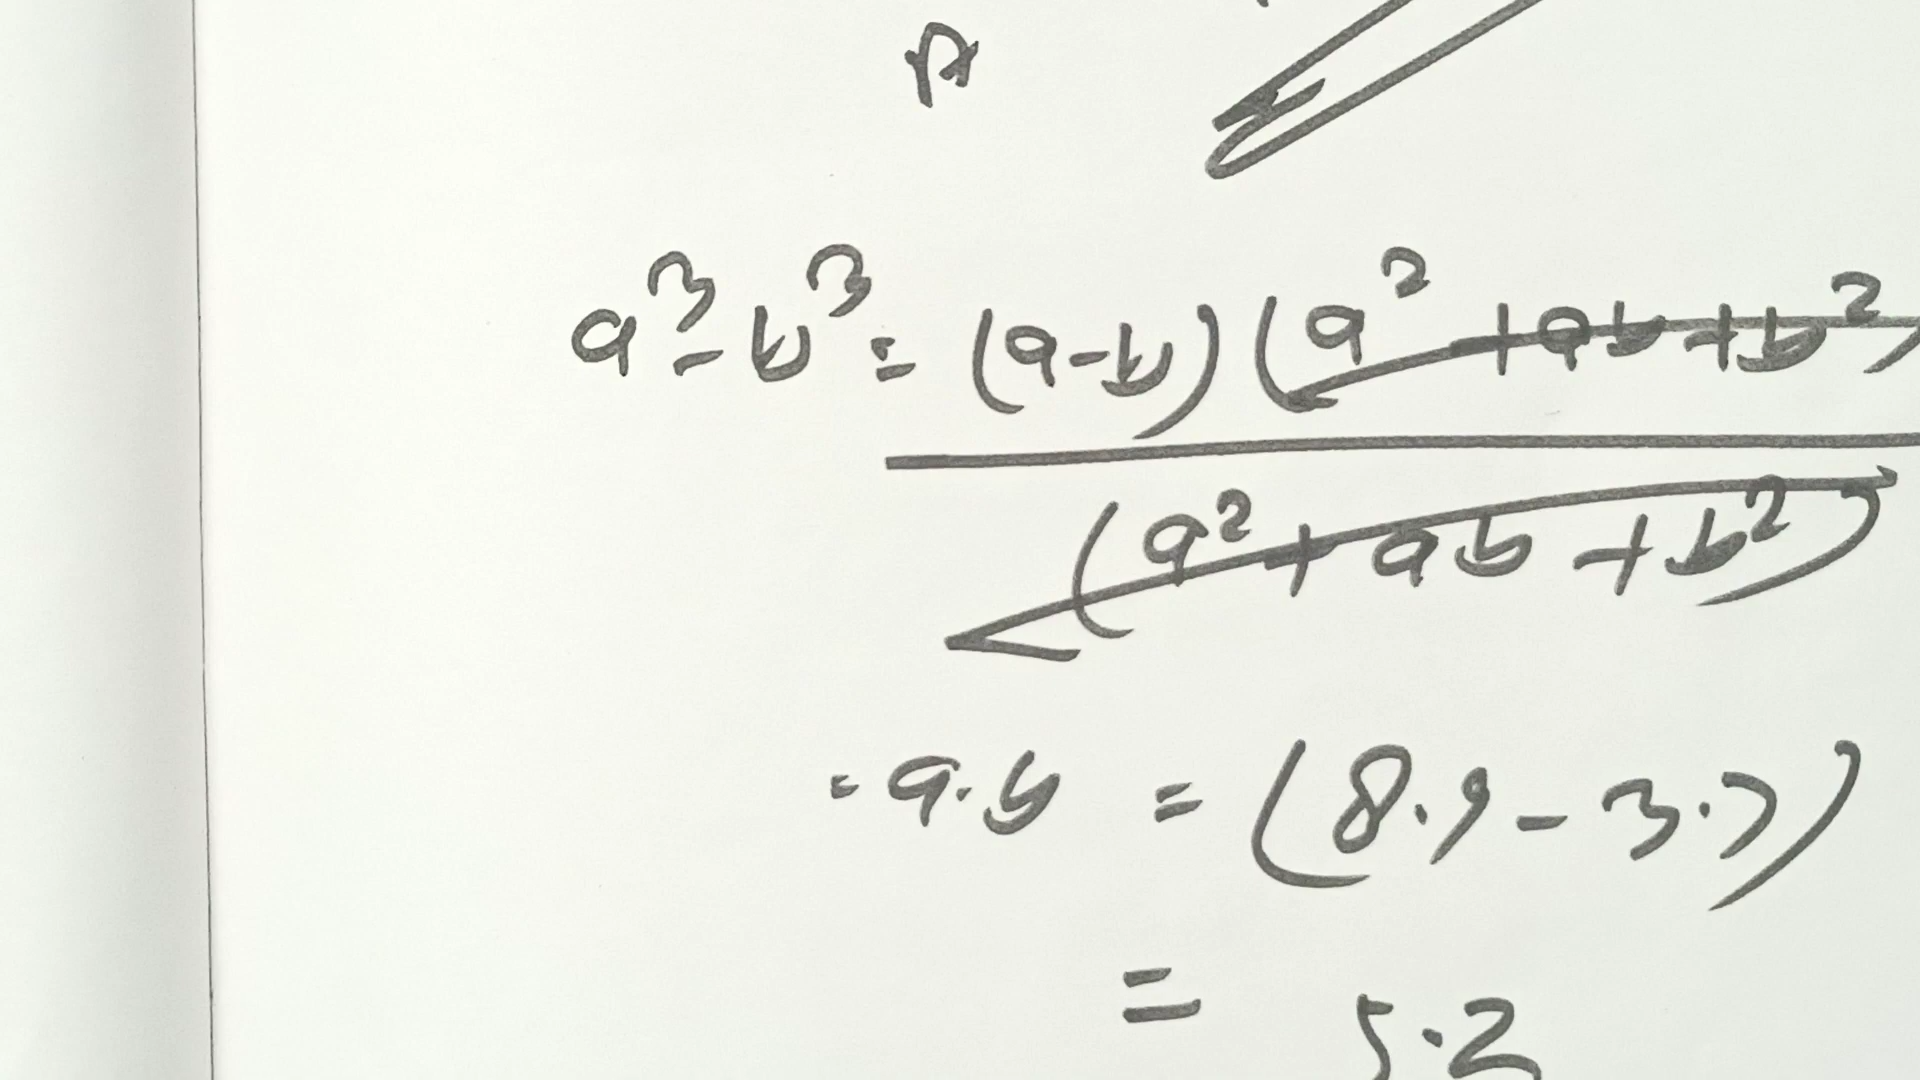 a³-b³= (a-b)(a²+ab+b²)
(a²+ab+b²)
= a-b = (8.9-3.7)
= 5.2